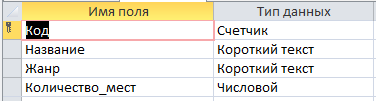 Имя поля Тип данных
Код Счетчик
Название Короткий текст
Жанр Короткий текст
Количество_мест Числовой